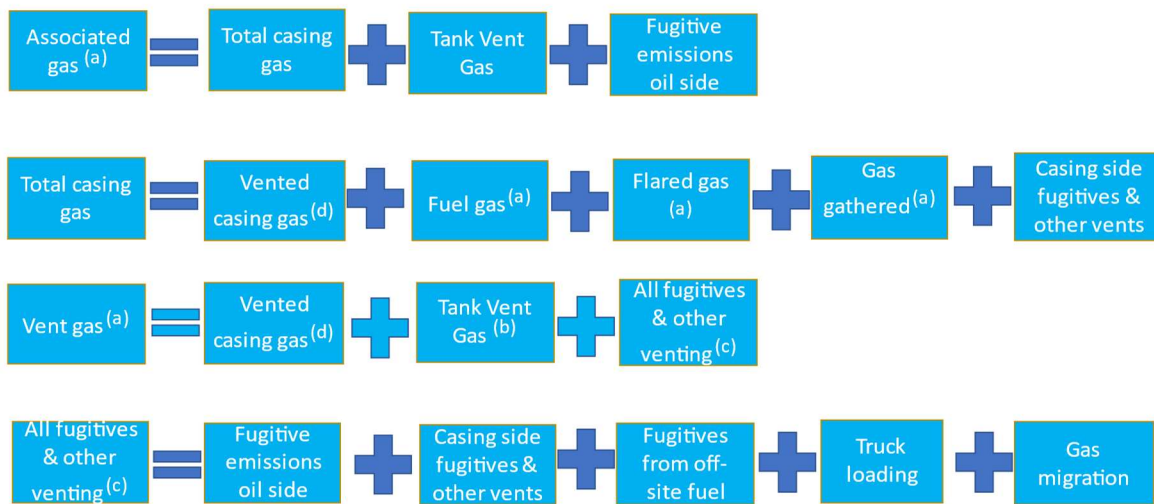 Associated
gas (a)
Total casing
gas
Tank Vent
Gas
Fugitive
emissions
oil side
Total casing
gas
Vented
casing gas(d)
Fuel gas(a)
Flared gas
(a)
Gas
gathered(a)
Casing side
fugitives &
other vents
Vent gas(a)
Vented
casing gas(d)
Tank Vent
Gas (b)
All fugitives
& other
venting(c)
All fugitives
& other
venting(c)
Fugitive
emissions
oil side
Casing side
fugitives &
other vents
Fugitives
from off-
site fuel
Truck
loading
Gas
migration